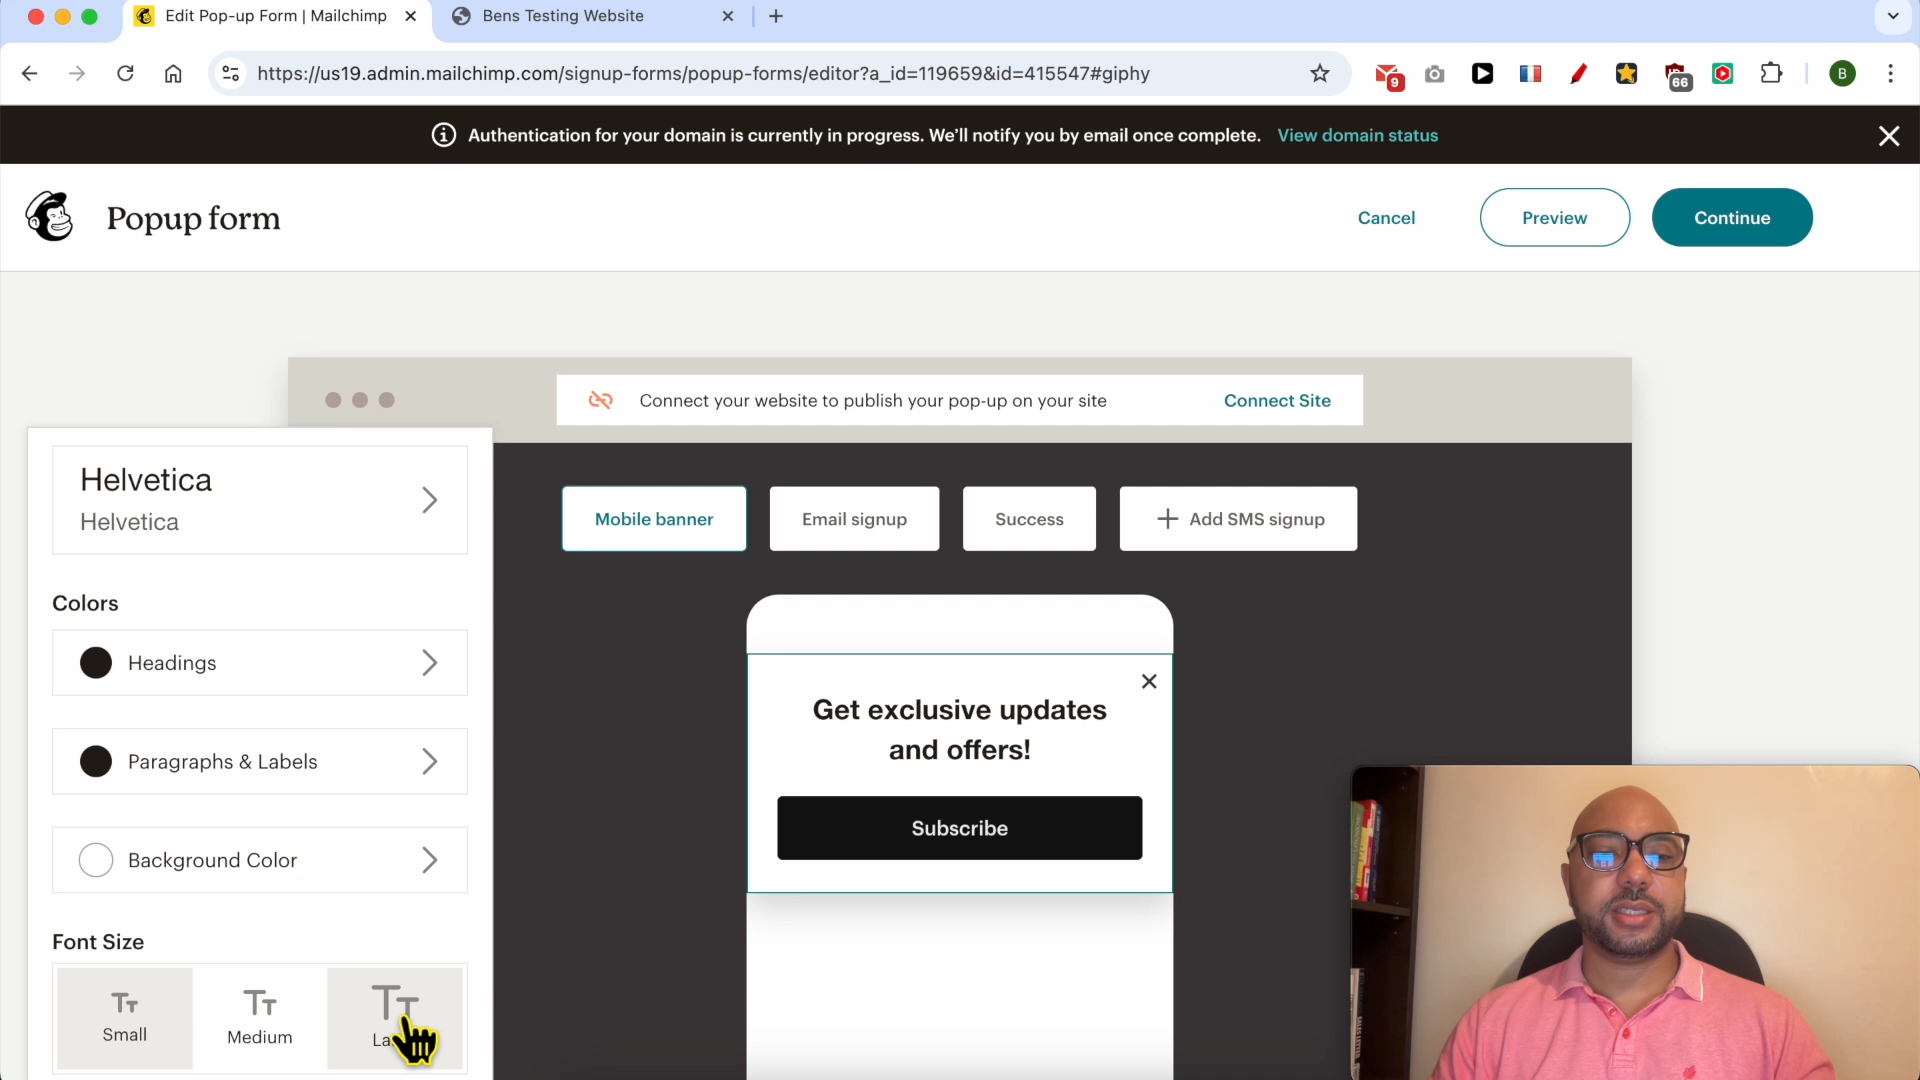 Edit Pop-up Form | Mailchimp
Bens Testing Website
https://us19.admin.mailchimp.com/signup-forms/popup-forms/editor?a_id=119659&id=415547#giphy
9
66
B
Authentication for your domain is currently in progress. We'll notify you by email once complete. View domain status
Popup form
Cancel
Preview
Continue
Connect your website to publish your pop-up on your site
Connect Site
Helvetica
Helvetica
Mobile banner
Email signup
Success
Add SMS signup
Colors
Headings
Paragraphs & Labels
Background Color
Get exclusive updates
and offers!
Subscribe
Font Size
Small
Medium